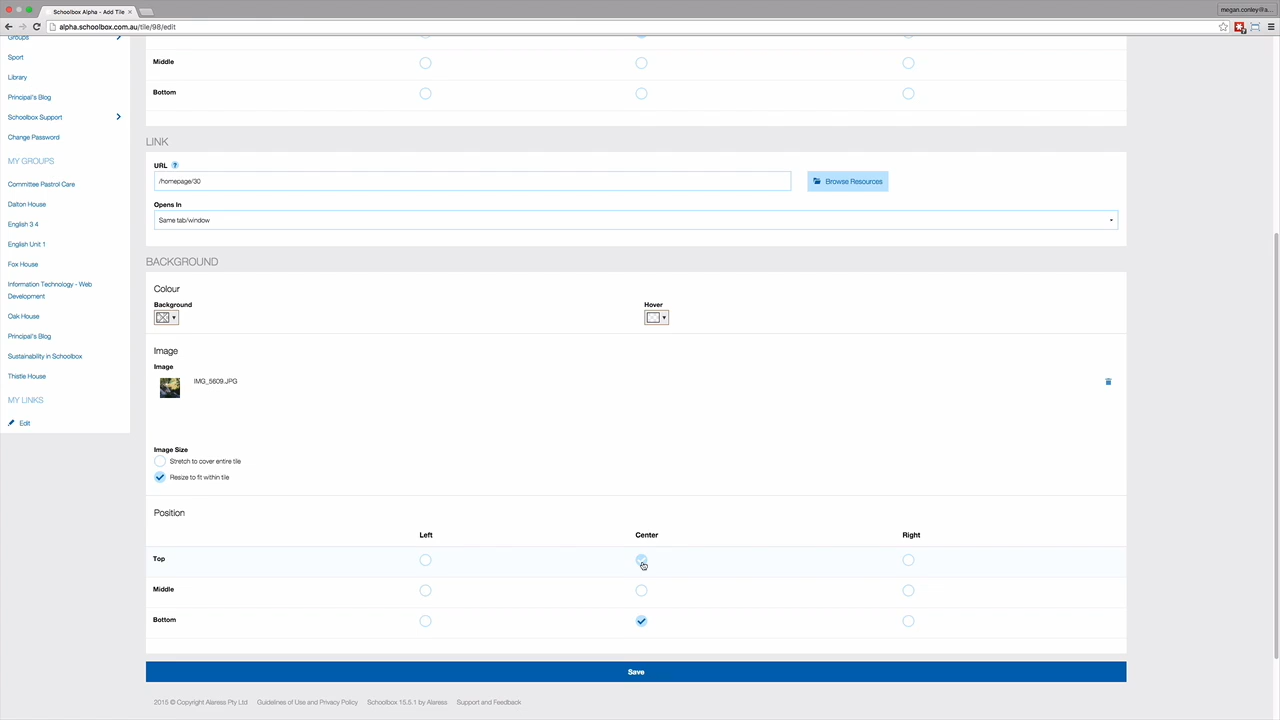 Schoolbox Alpha - Add Tile
megan.conley@a...
alpha.schoolbox.com.au/tile/98/edit
Groups
Sport
Library
Principal's Blog
Schoolbox Support
Change Password
MY GROUPS
Committee Pastrol Care
Dalton House
English 3 4
English Unit 1
Fox House
Information Technology - Web
Development
Oak House
Principal's Blog
Sustainability in Schoolbox
Thistle House
MY LINKS
Edit
Middle
Bottom
LINK
URL ?
/homepage/30
Browse Resources
Opens In
Same tab/window
BACKGROUND
Colour
Background
Hover
Image
Image
IMG_5609.JPG
Image Size
Stretch to cover entire tile
Resize to fit within tile
Position
Left Center Right
Top
Middle
Bottom
Save
2015 © Copyright Alaress Pty Ltd Guidelines of Use and Privacy Policy Schoolbox 15.5.1 by Alaress Support and Feedback